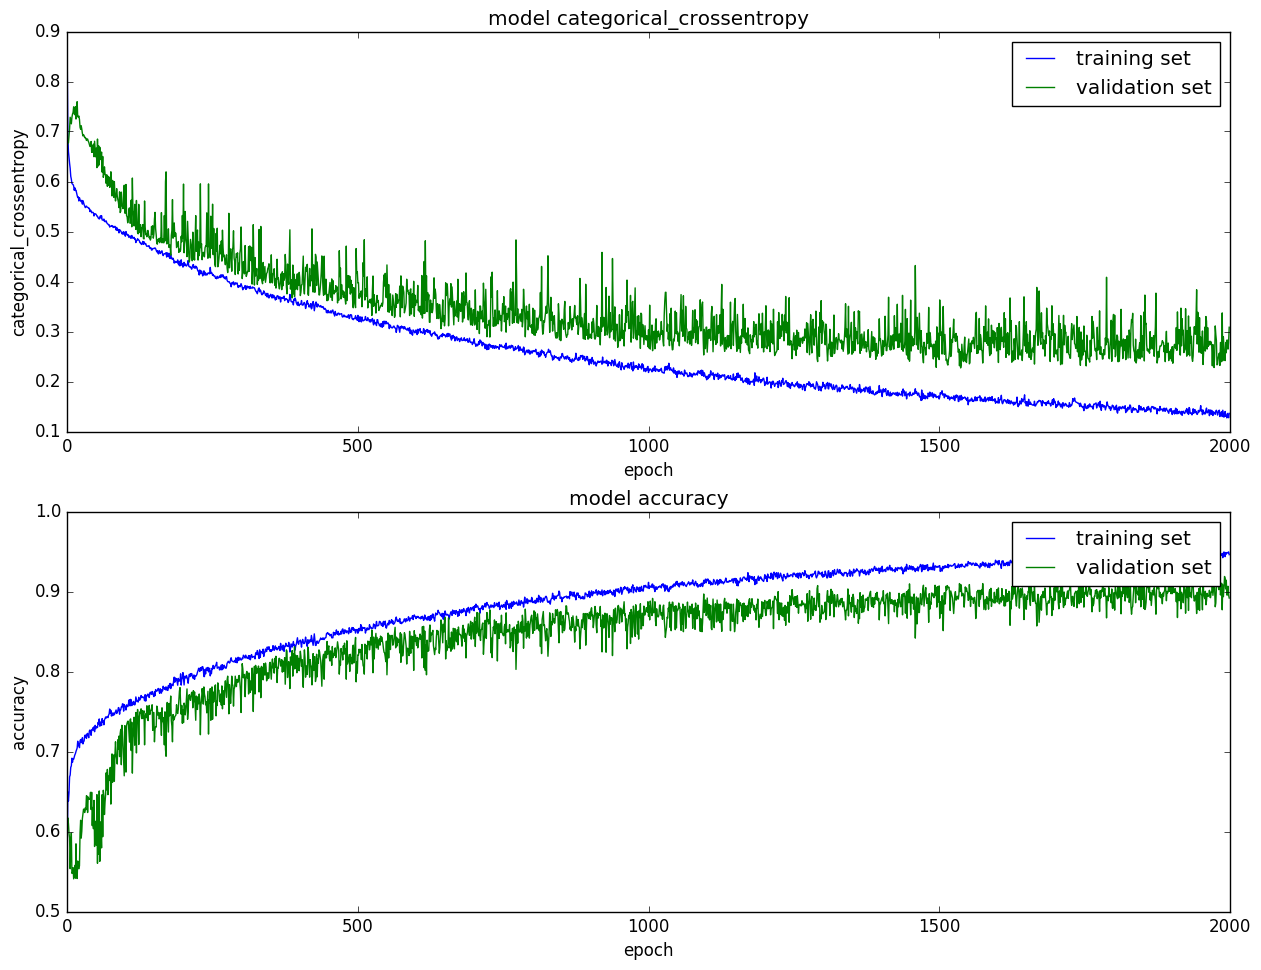 model categorical_crossentropy
0.9
0.8
0.7
0.6
0.5
0.4
0.3
0.2
0.1
categorical_crossentropy
training set
validation set
0 500 1000 1500 2000
epoch
model accuracy
1.0
0.9
0.8
0.7
0.6
0.5
accuracy
training set
validation set
0 500 1000 1500 2000
epoch